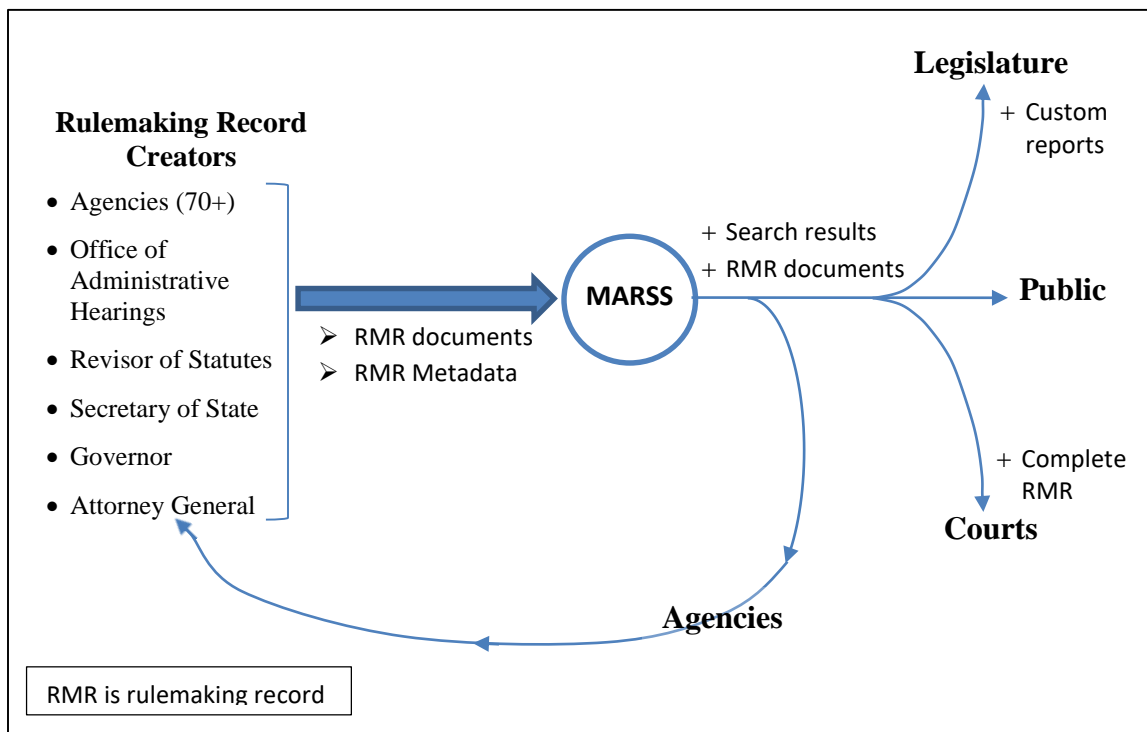 Rulemaking Record
Creators
• Agencies (70+)
• Office of
Administrative
Hearings
• Revisor of Statutes
• Secretary of State
• Governor
• Attorney General
➢ RMR documents
➢ RMR Metadata
MARSS
+ Search results
+ RMR documents
Legislature
+ Custom
reports
Public
+ Complete
RMR
Courts
Agencies
RMR is rulemaking record